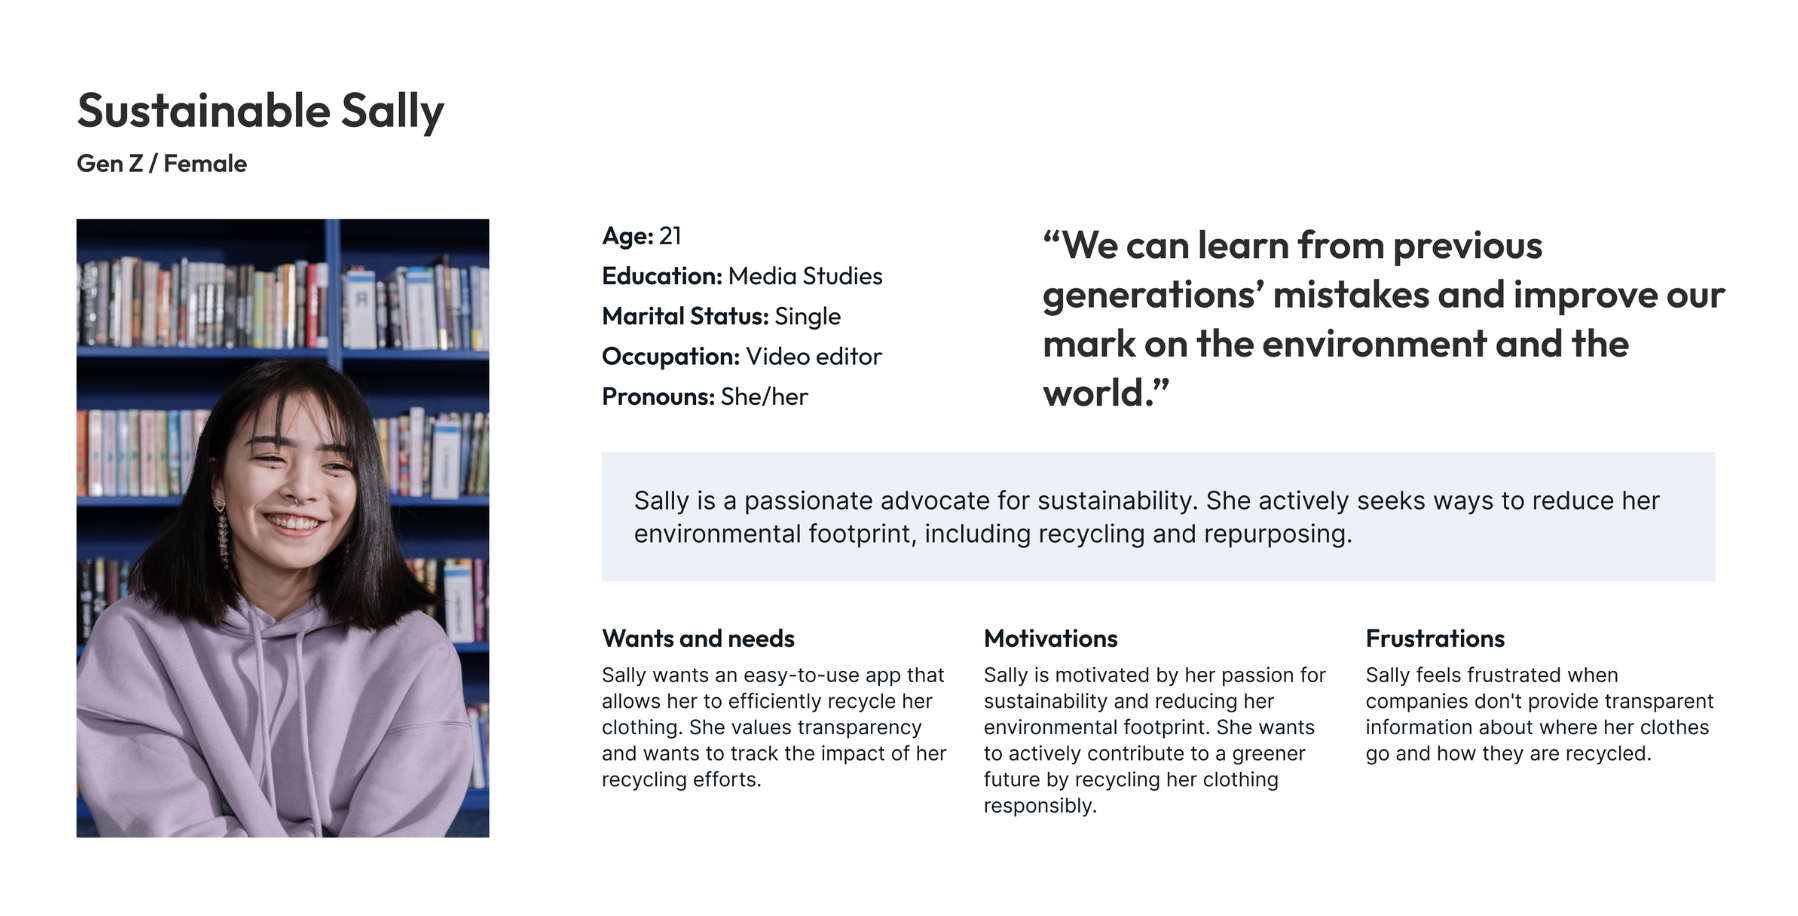 Sustainable Sally
Gen Z / Female
Age: 21
Education: Media Studies
Marital Status: Single
Occupation: Video editor
Pronouns: She/her
“We can learn from previous
generations’ mistakes and improve our
mark on the environment and the
world.”
Sally is a passionate advocate for sustainability. She actively seeks ways to reduce her
environmental footprint, including recycling and repurposing.
Wants and needs
Sally wants an easy-to-use app that
allows her to efficiently recycle her
clothing. She values transparency
and wants to track the impact of her
recycling efforts.
Motivations
Sally is motivated by her passion for
sustainability and reducing her
environmental footprint. She wants
to actively contribute to a greener
future by recycling her clothing
responsibly.
Frustrations
Sally feels frustrated when
companies don't provide transparent
information about where her clothes
go and how they are recycled.